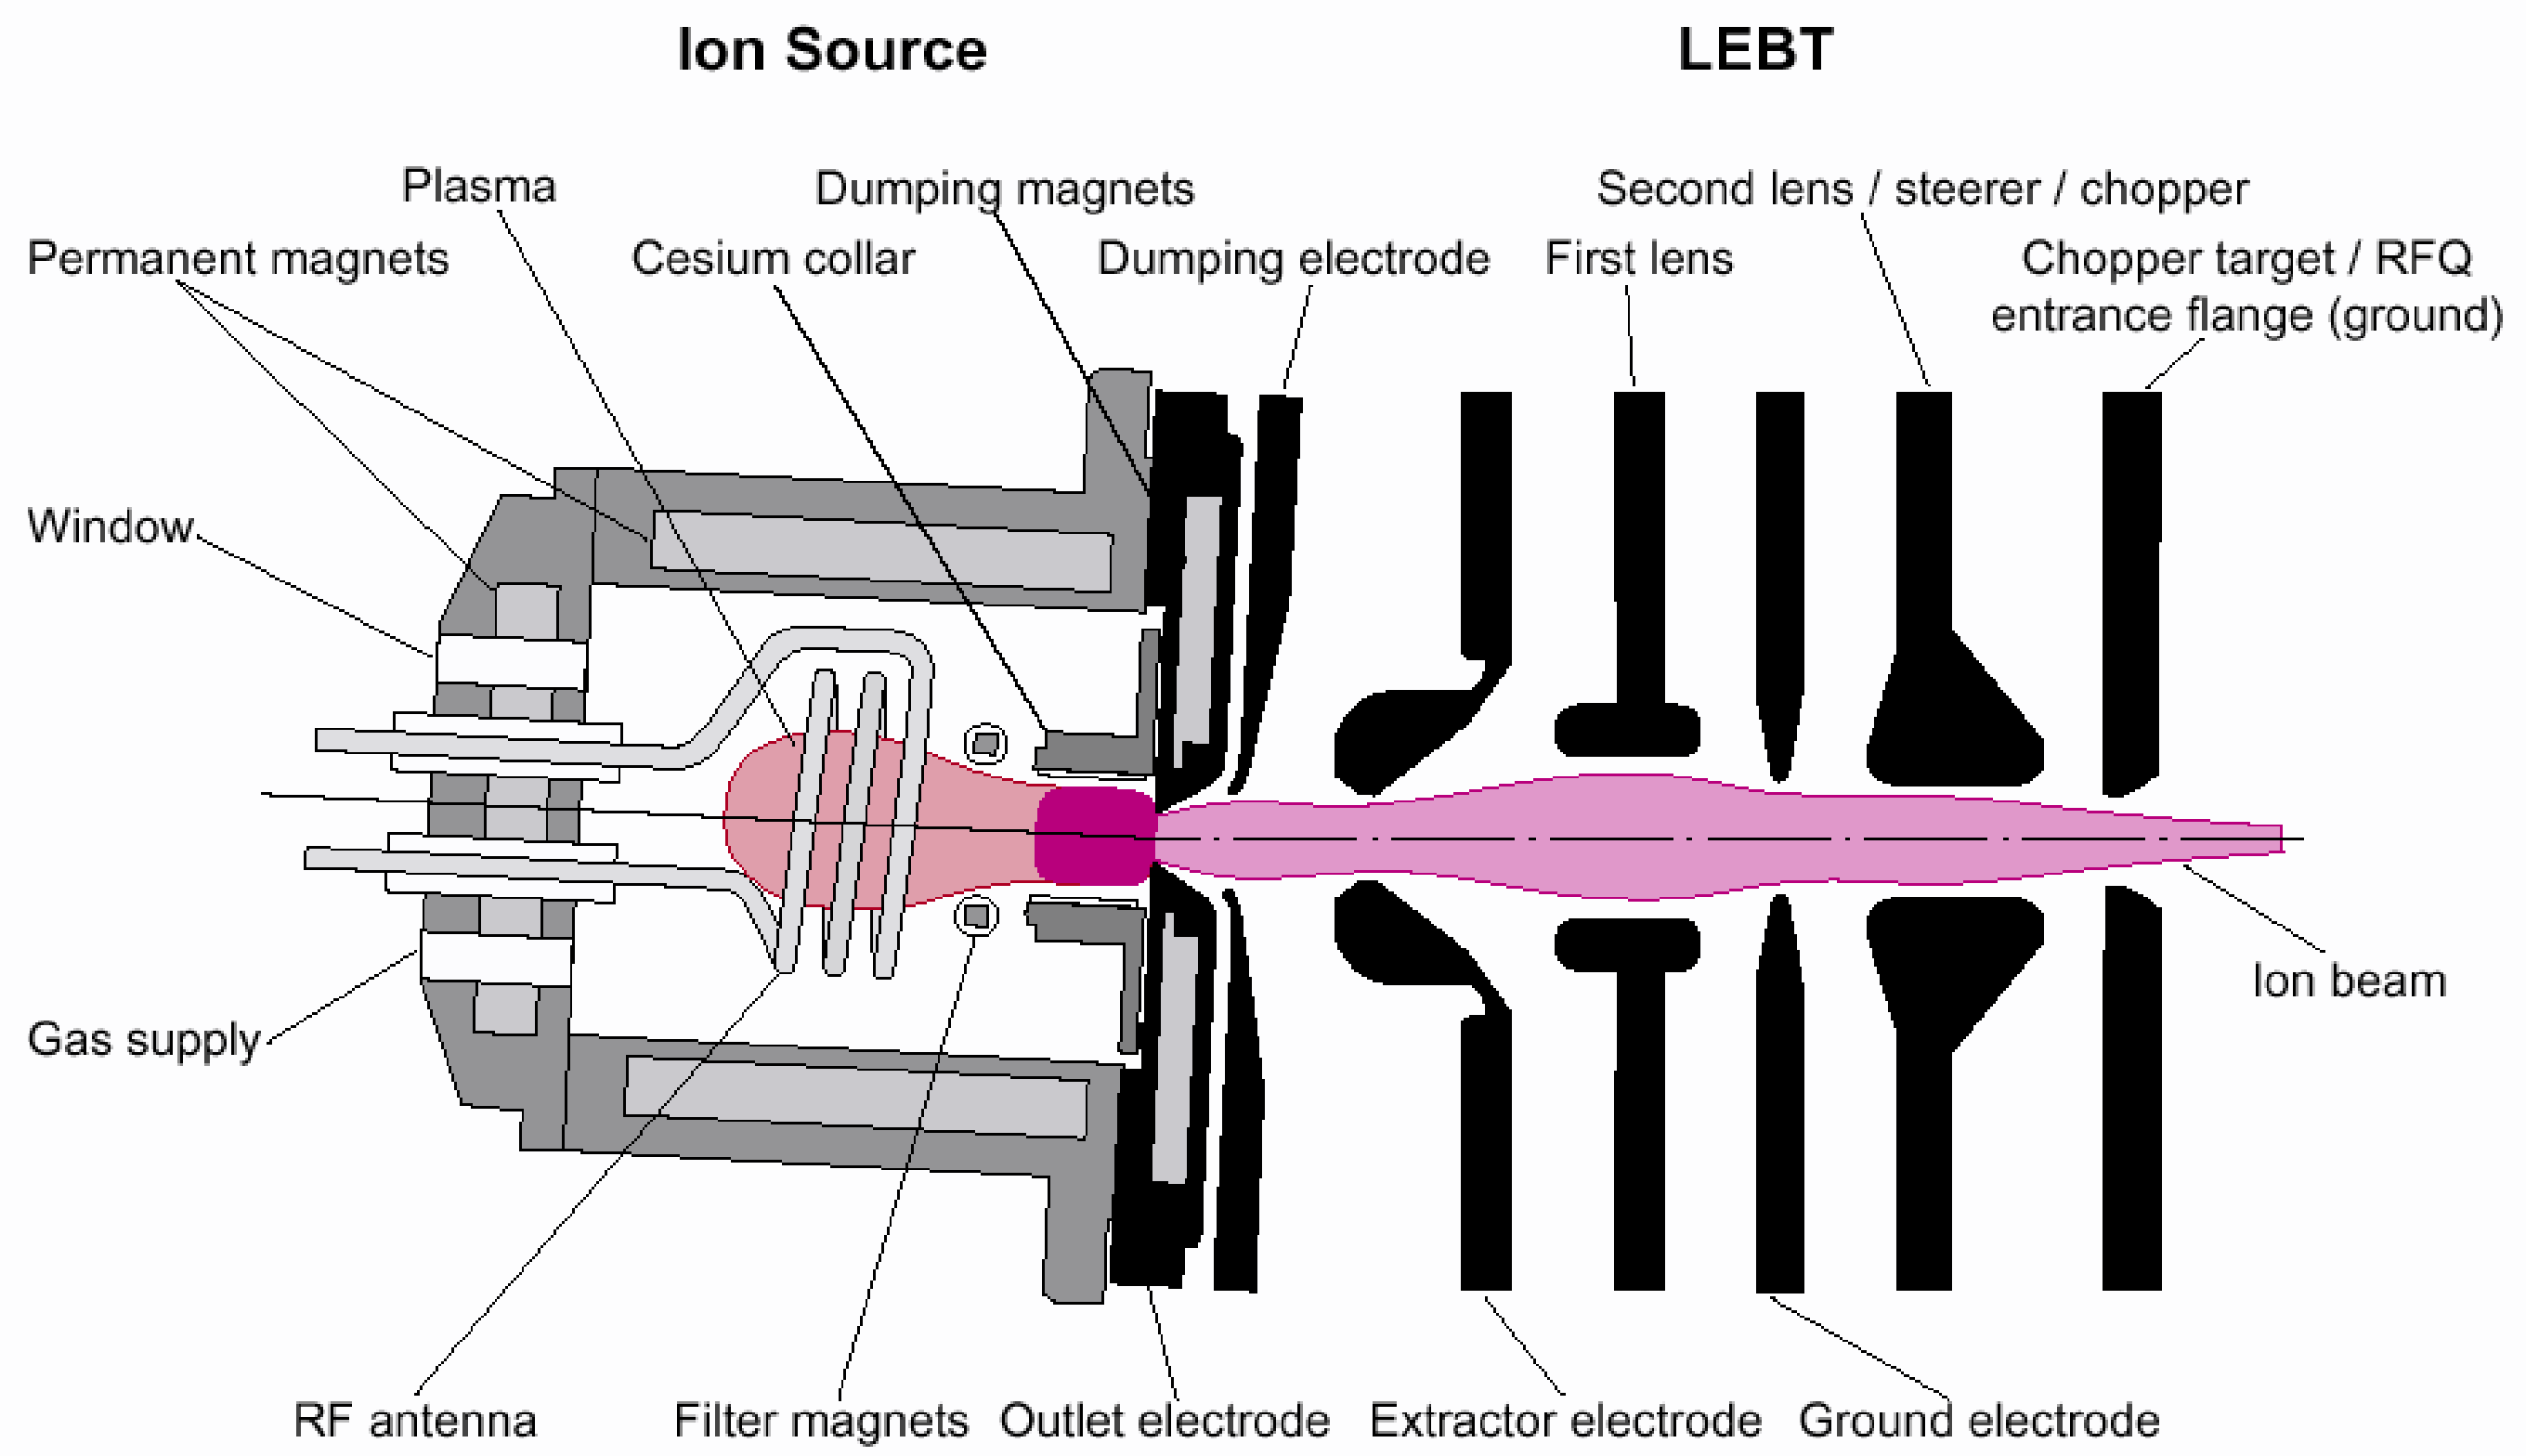 Ion Source
LEBT
Plasma
Dumping magnets
Second lens / steerer / chopper
Permanent magnets
Cesium collar
Dumping electrode
First lens
Chopper target / RFQ
entrance flange (ground)
Window
Ion beam
Gas supply
RF antenna
Filter magnets
Outlet electrode
Extractor electrode
Ground electrode